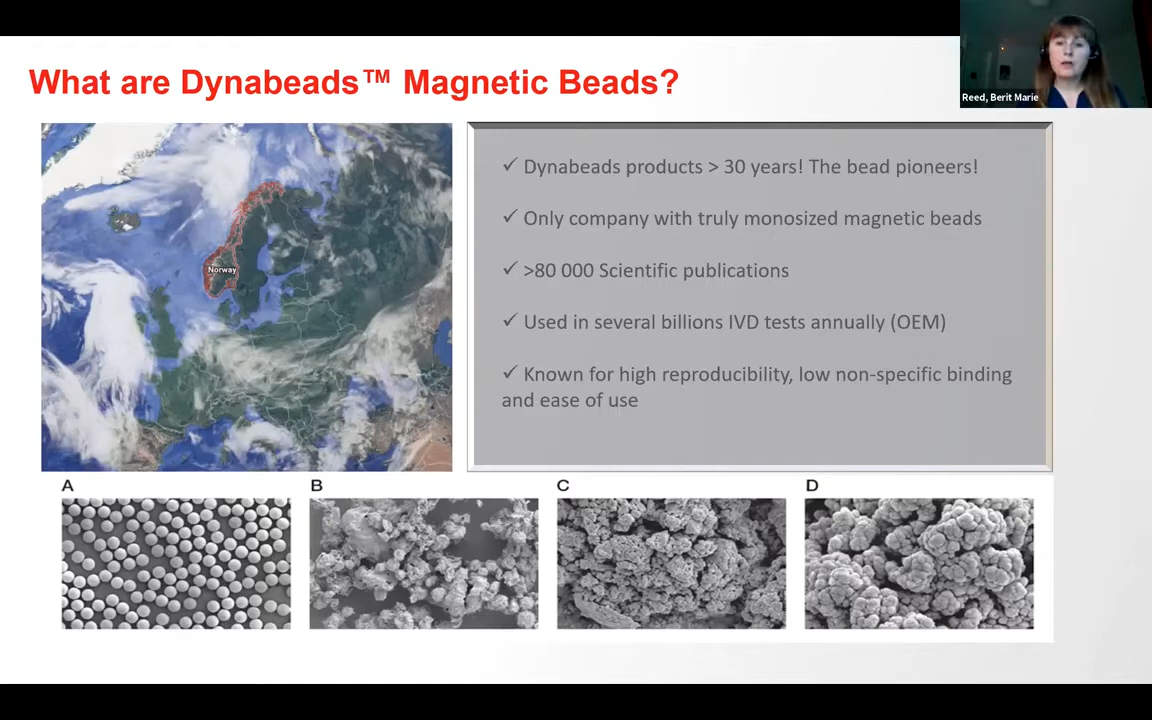 What are Dynabeads™ Magnetic Beads?
Reed, Berit Marie
Norway
✓ Dynabeads products > 30 years! The bead pioneers!
✓ Only company with truly monosized magnetic beads
✓ >80 000 Scientific publications
✓ Used in several billions IVD tests annually (OEM)
✓ Known for high reproducibility, low non-specific binding
and ease of use
A
B
C
D